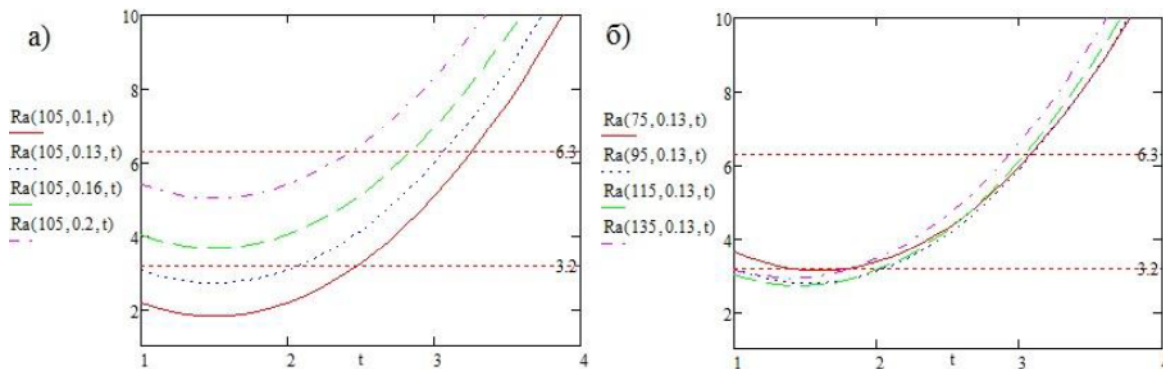 а)
10
8
6
4
2
Ra(105,0.1,t)
Ra(105,0.13,t)
Ra(105,0.16,t)
Ra(105,0.2,t)
6.3
3.2
1
2
t
3
4
б)
10
8
6
4
2
Ra(75,0.13,t)
Ra(95,0.13,t)
Ra(115,0.13,t)
Ra(135,0.13,t)
6.3
3.2
1
2
t
3
4